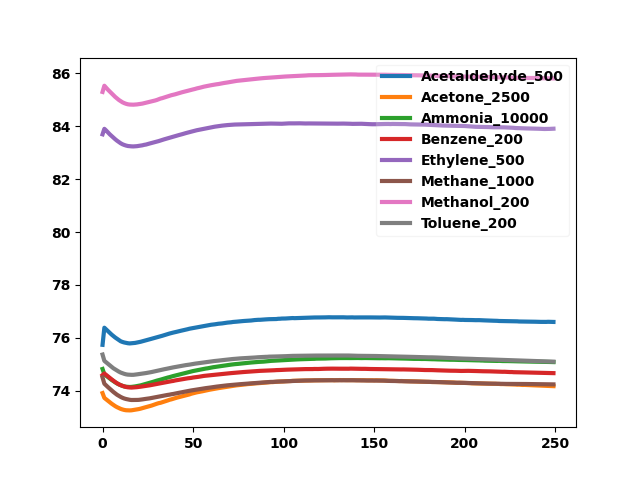 86
84
82
80
78
76
74
0
50
100
150
200
250
Acetaldehyde_500
Acetone_2500
Ammonia_10000
Benzene_200
Ethylene_500
Methane_1000
Methanol_200
Toluene_200